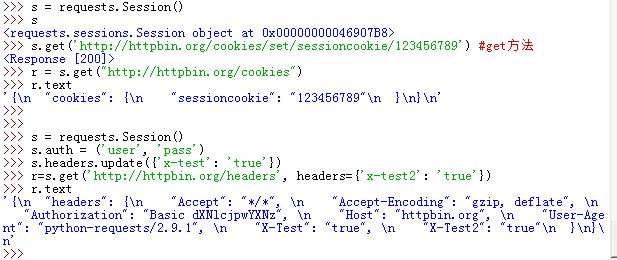 >>> s = requests.Session()
>>> s
<requests.sessions.Session object at 0x00000000046907B8>
>>> s.get('http://httpbin.org/cookies/set/sessioncookie/123456789') #get方法
<Response [200]>
>>> r = s.get("http://httpbin.org/cookies")
>>> r.text
'{\n  "cookies": {\n    "sessioncookie": "123456789"\n  }\n}\n'
>>>
>>>
>>> s = requests.Session()
>>> s.auth = ('user', 'pass')
>>> s.headers.update({'x-test': 'true'})
>>> r=s.get('http://httpbin.org/headers', headers={'x-test2': 'true'})
>>> r.text
'{\n  "headers": {\n    "Accept": "*/*", \n    "Accept-Encoding": "gzip, deflate", \n
"Authorization": "Basic dXNlcjpwYXNz", \n    "Host": "httpbin.org", \n    "User-Age
nt": "python-requests/2.9.1", \n    "X-Test": "true", \n    "X-Test2": "true"\n  }\n}\
n'
>>>